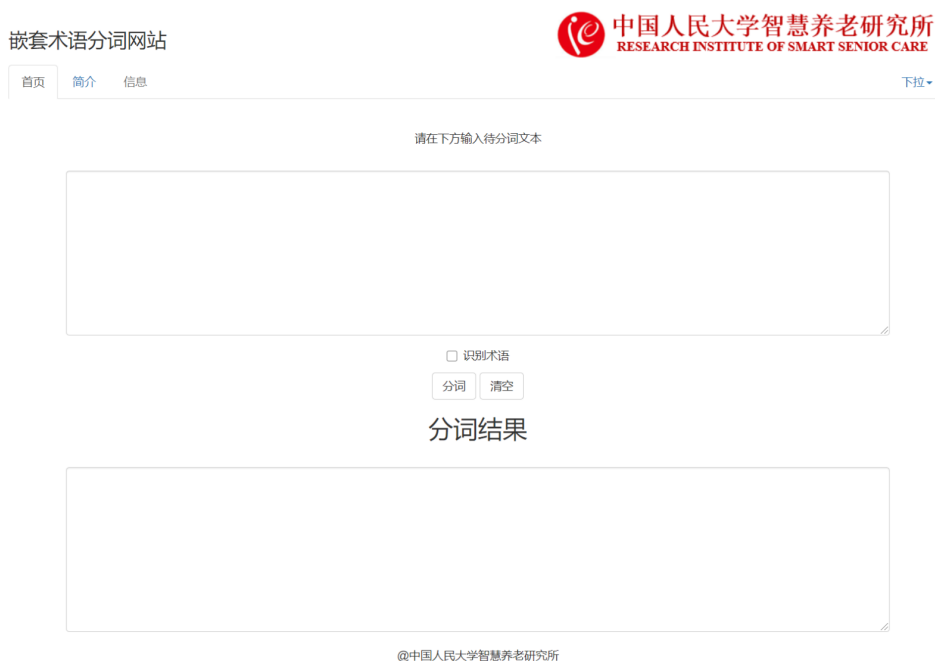 嵌套术语分词网站
中国人民大学智慧养老研究所
RESEARCH INSTITUTE OF SMART SENIOR CARE
首页 简介 信息 下拉
请在下方输入待分词文本
识别术语
分词 清空
分词结果
@中国人民大学智慧养老研究所